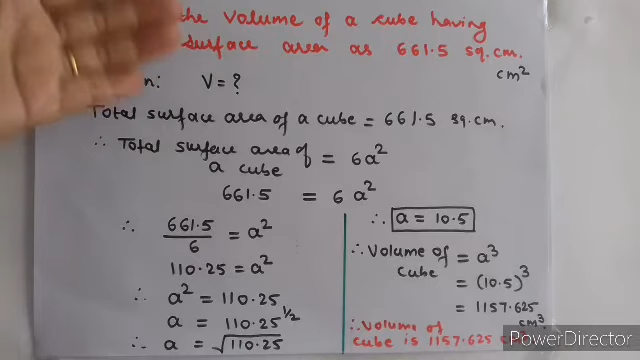 the volume of a cube having
surface area as 661.5 sq.cm.
cm²
n: V = ?
Total surface area of a cube = 661.5 sq.cm.
∴ Total surface area of a cube = 6a²
661.5 = 6 a²
∴ 661.5/6 = a²
110.25 = a²
∴ a² = 110.25
a = 110.25^1/2
∴ a = √110.25
∴ a = 10.5
∴ Volume of cube = a³
= (10.5)³
= 1157.625 cm³.
∴ Volume of
cube is 1157.625
PowerDirector